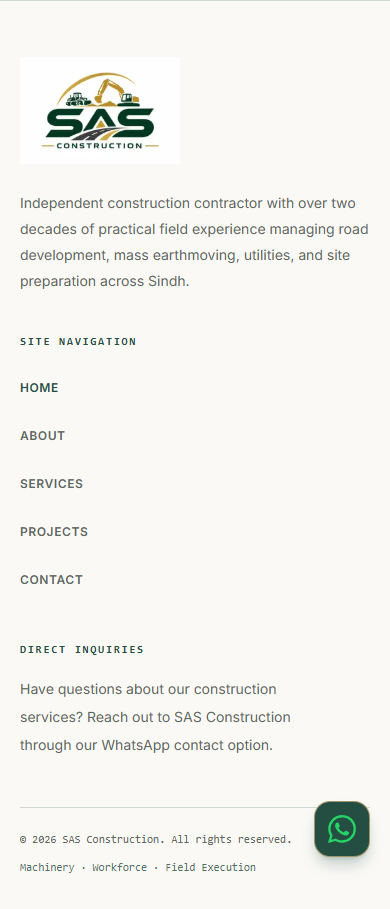 SAS
CONSTRUCTION
Independent construction contractor with over two
decades of practical field experience managing road
development, mass earthmoving, utilities, and site
preparation across Sindh.
SITE NAVIGATION
HOME
ABOUT
SERVICES
PROJECTS
CONTACT
DIRECT INQUIRIES
Have questions about our construction
services? Reach out to SAS Construction
through our WhatsApp contact option.
© 2026 SAS Construction. All rights reserved.
Machinery · Workforce · Field Execution